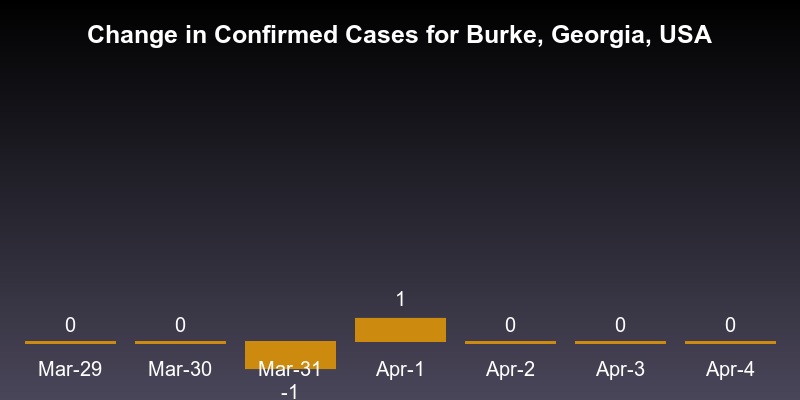 Change in Confirmed Cases for Burke, Georgia, USA
1
0 0 0 0 0
Mar-29 Mar-30 Mar-31 Apr-1 Apr-2 Apr-3 Apr-4
-1